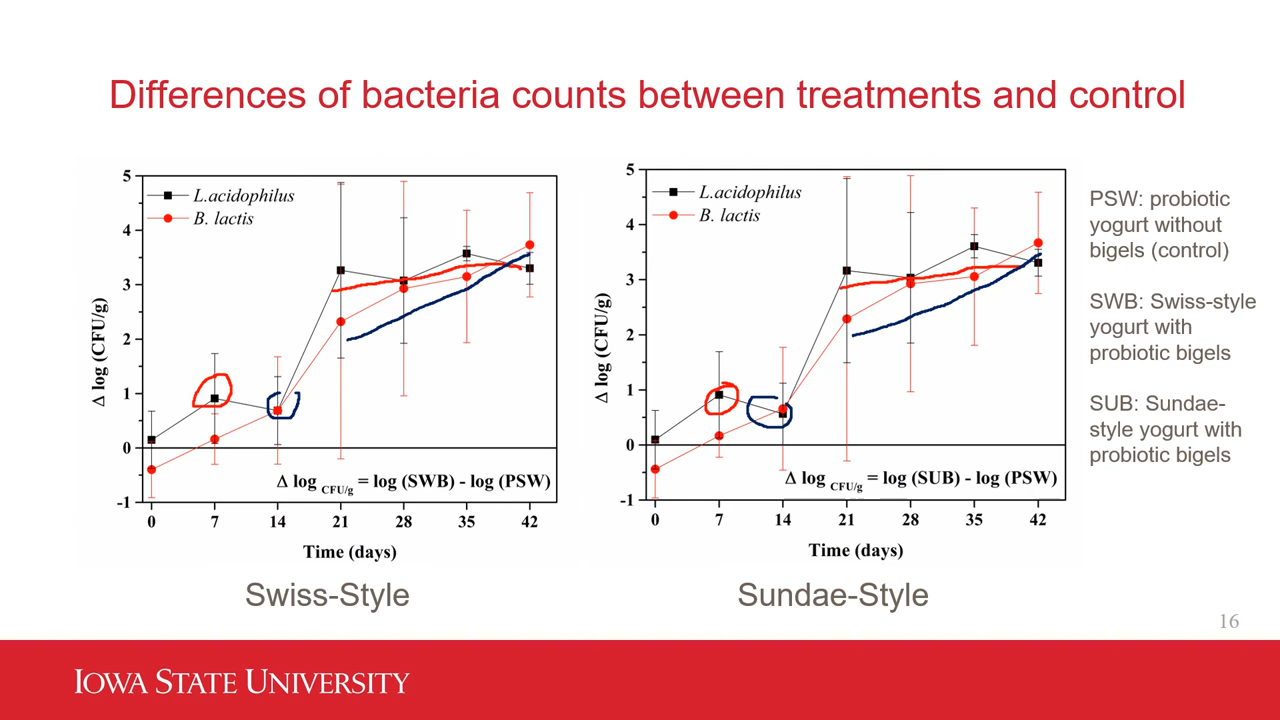 Differences of bacteria counts between treatments and control
5
4
3
2
1
0
-1
Δ log (CFU/g)
L.acidophilus
B. lactis
Δ log CFU/g = log (SWB) - log (PSW)
0 7 14 21 28 35 42
Time (days)
Swiss-Style
5
4
3
2
1
0
-1
Δ log (CFU/g)
L.acidophilus
B. lactis
Δ log CFU/g = log (SUB) - log (PSW)
0 7 14 21 28 35 42
Time (days)
Sundae-Style
PSW: probiotic
yogurt without
bigels (control)
SWB: Swiss-style
yogurt with
probiotic bigels
SUB: Sundae-
style yogurt with
probiotic bigels
16
IOWA STATE UNIVERSITY